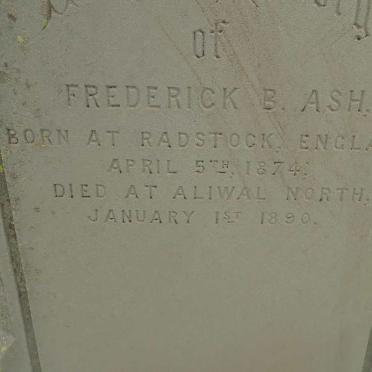 of
FREDERICK B. ASH.
BORN AT RADSTOCK, ENGLA
APRIL 5TH, 1874.
DIED AT ALIWAL NORTH,
JANUARY 1ST 1890.